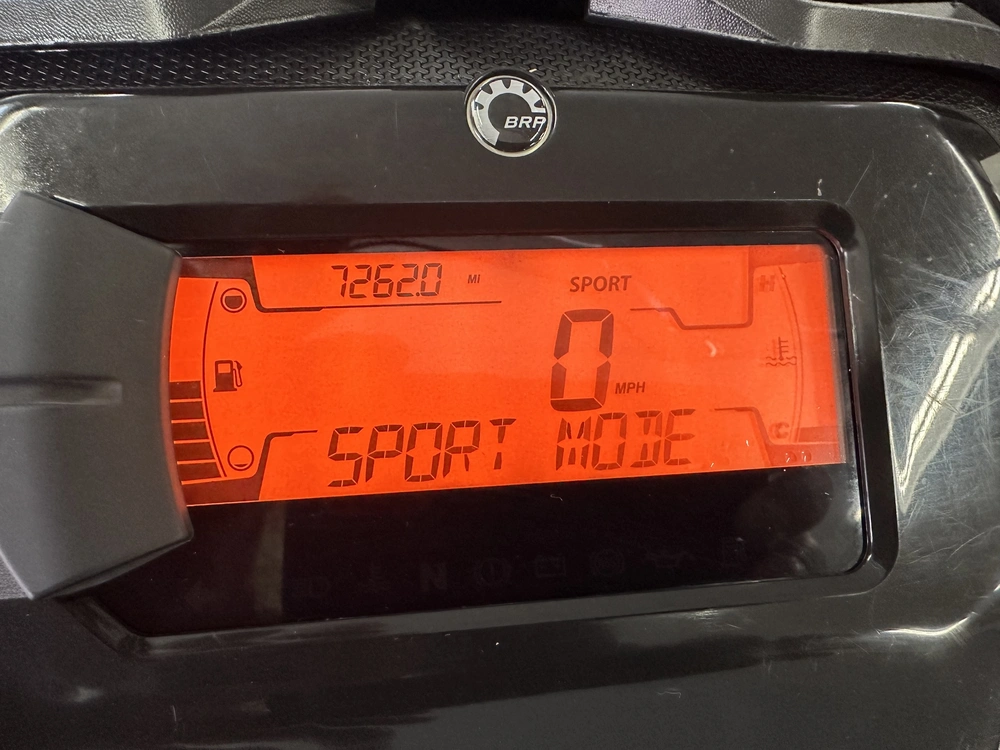 BRP
7262.0 MI
SPORT
0 MPH
H
SPORT MODE
C
N